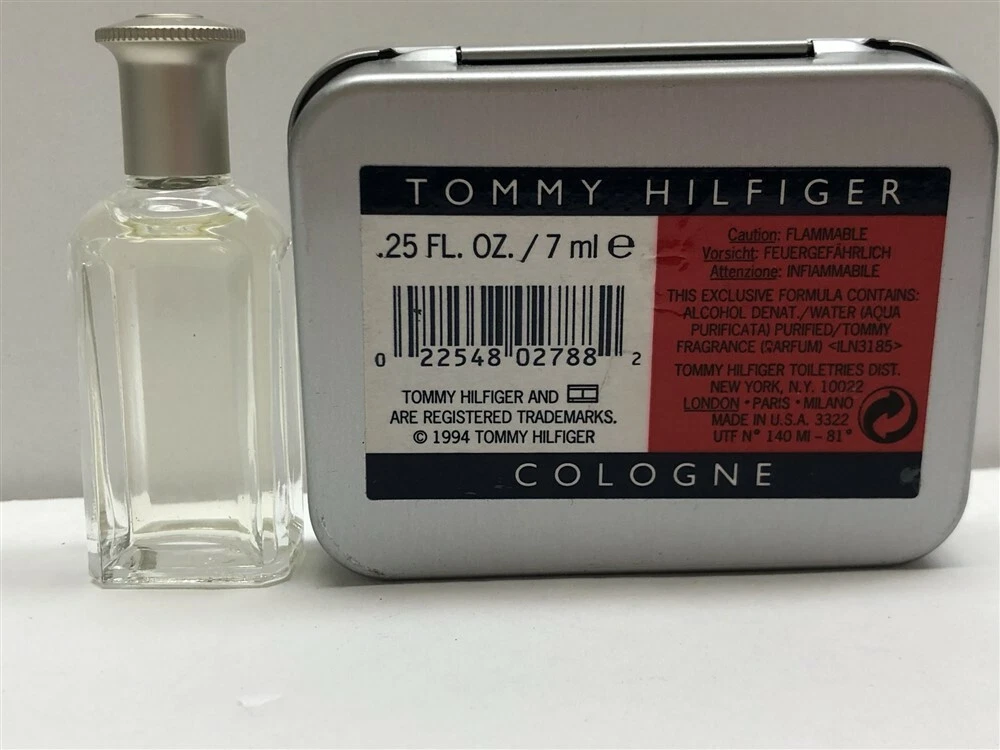 TOMMY HILFIGER
.25 FL. OZ. / 7 ml ℮
0 22548 02788 2
TOMMY HILFIGER AND
ARE REGISTERED TRADEMARKS.
© 1994 TOMMY HILFIGER
Caution: FLAMMABLE
Vorsicht: FEUERGEFÄHRLICH
Attenzione: INFIAMMABILE
THIS EXCLUSIVE FORMULA CONTAINS:
ALCOHOL DENAT./WATER (AQUA
PURIFICATA) PURIFIED/TOMMY
FRAGRANCE (PARFUM) <ILN3185>
TOMMY HILFIGER TOILETRIES DIST.
NEW YORK, N.Y. 10022
LONDON • PARIS • MILANO
MADE IN U.S.A. 3322
UTF N° 140 MI - 81°
COLOGNE